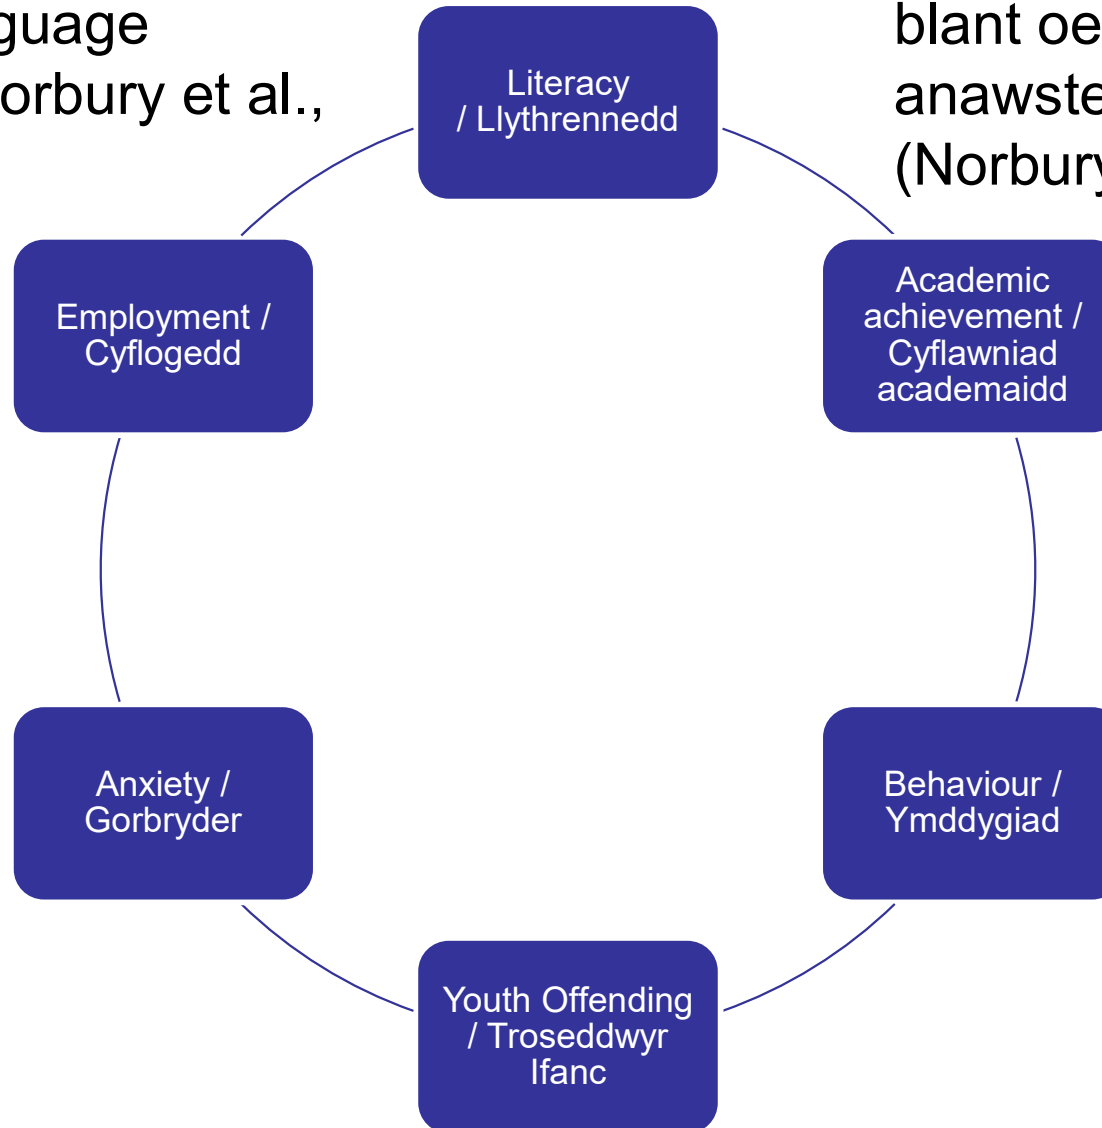 guage
orbury et al.,
blant oe
anawste
(Norbury
Literacy
/ Llythrennedd
Employment /
Cyflogedd
Academic
achievement /
Cyflawniad
academaidd
Anxiety /
Gorbryder
Behaviour /
Ymddygiad
Youth Offending
/ Troseddwyr
Ifanc